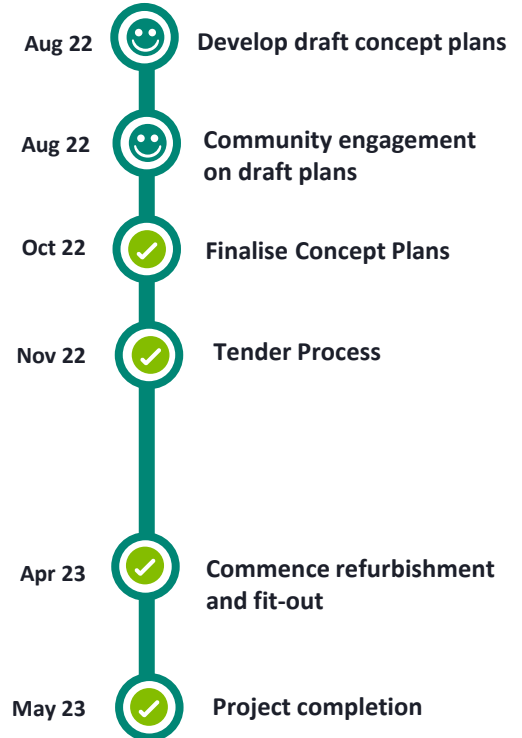 Aug 22
Develop draft concept plans
Aug 22
Community engagement
on draft plans
Oct 22
Finalise Concept Plans
Nov 22
Tender Process
Apr 23
Commence refurbishment
and fit-out
May 23
Project completion